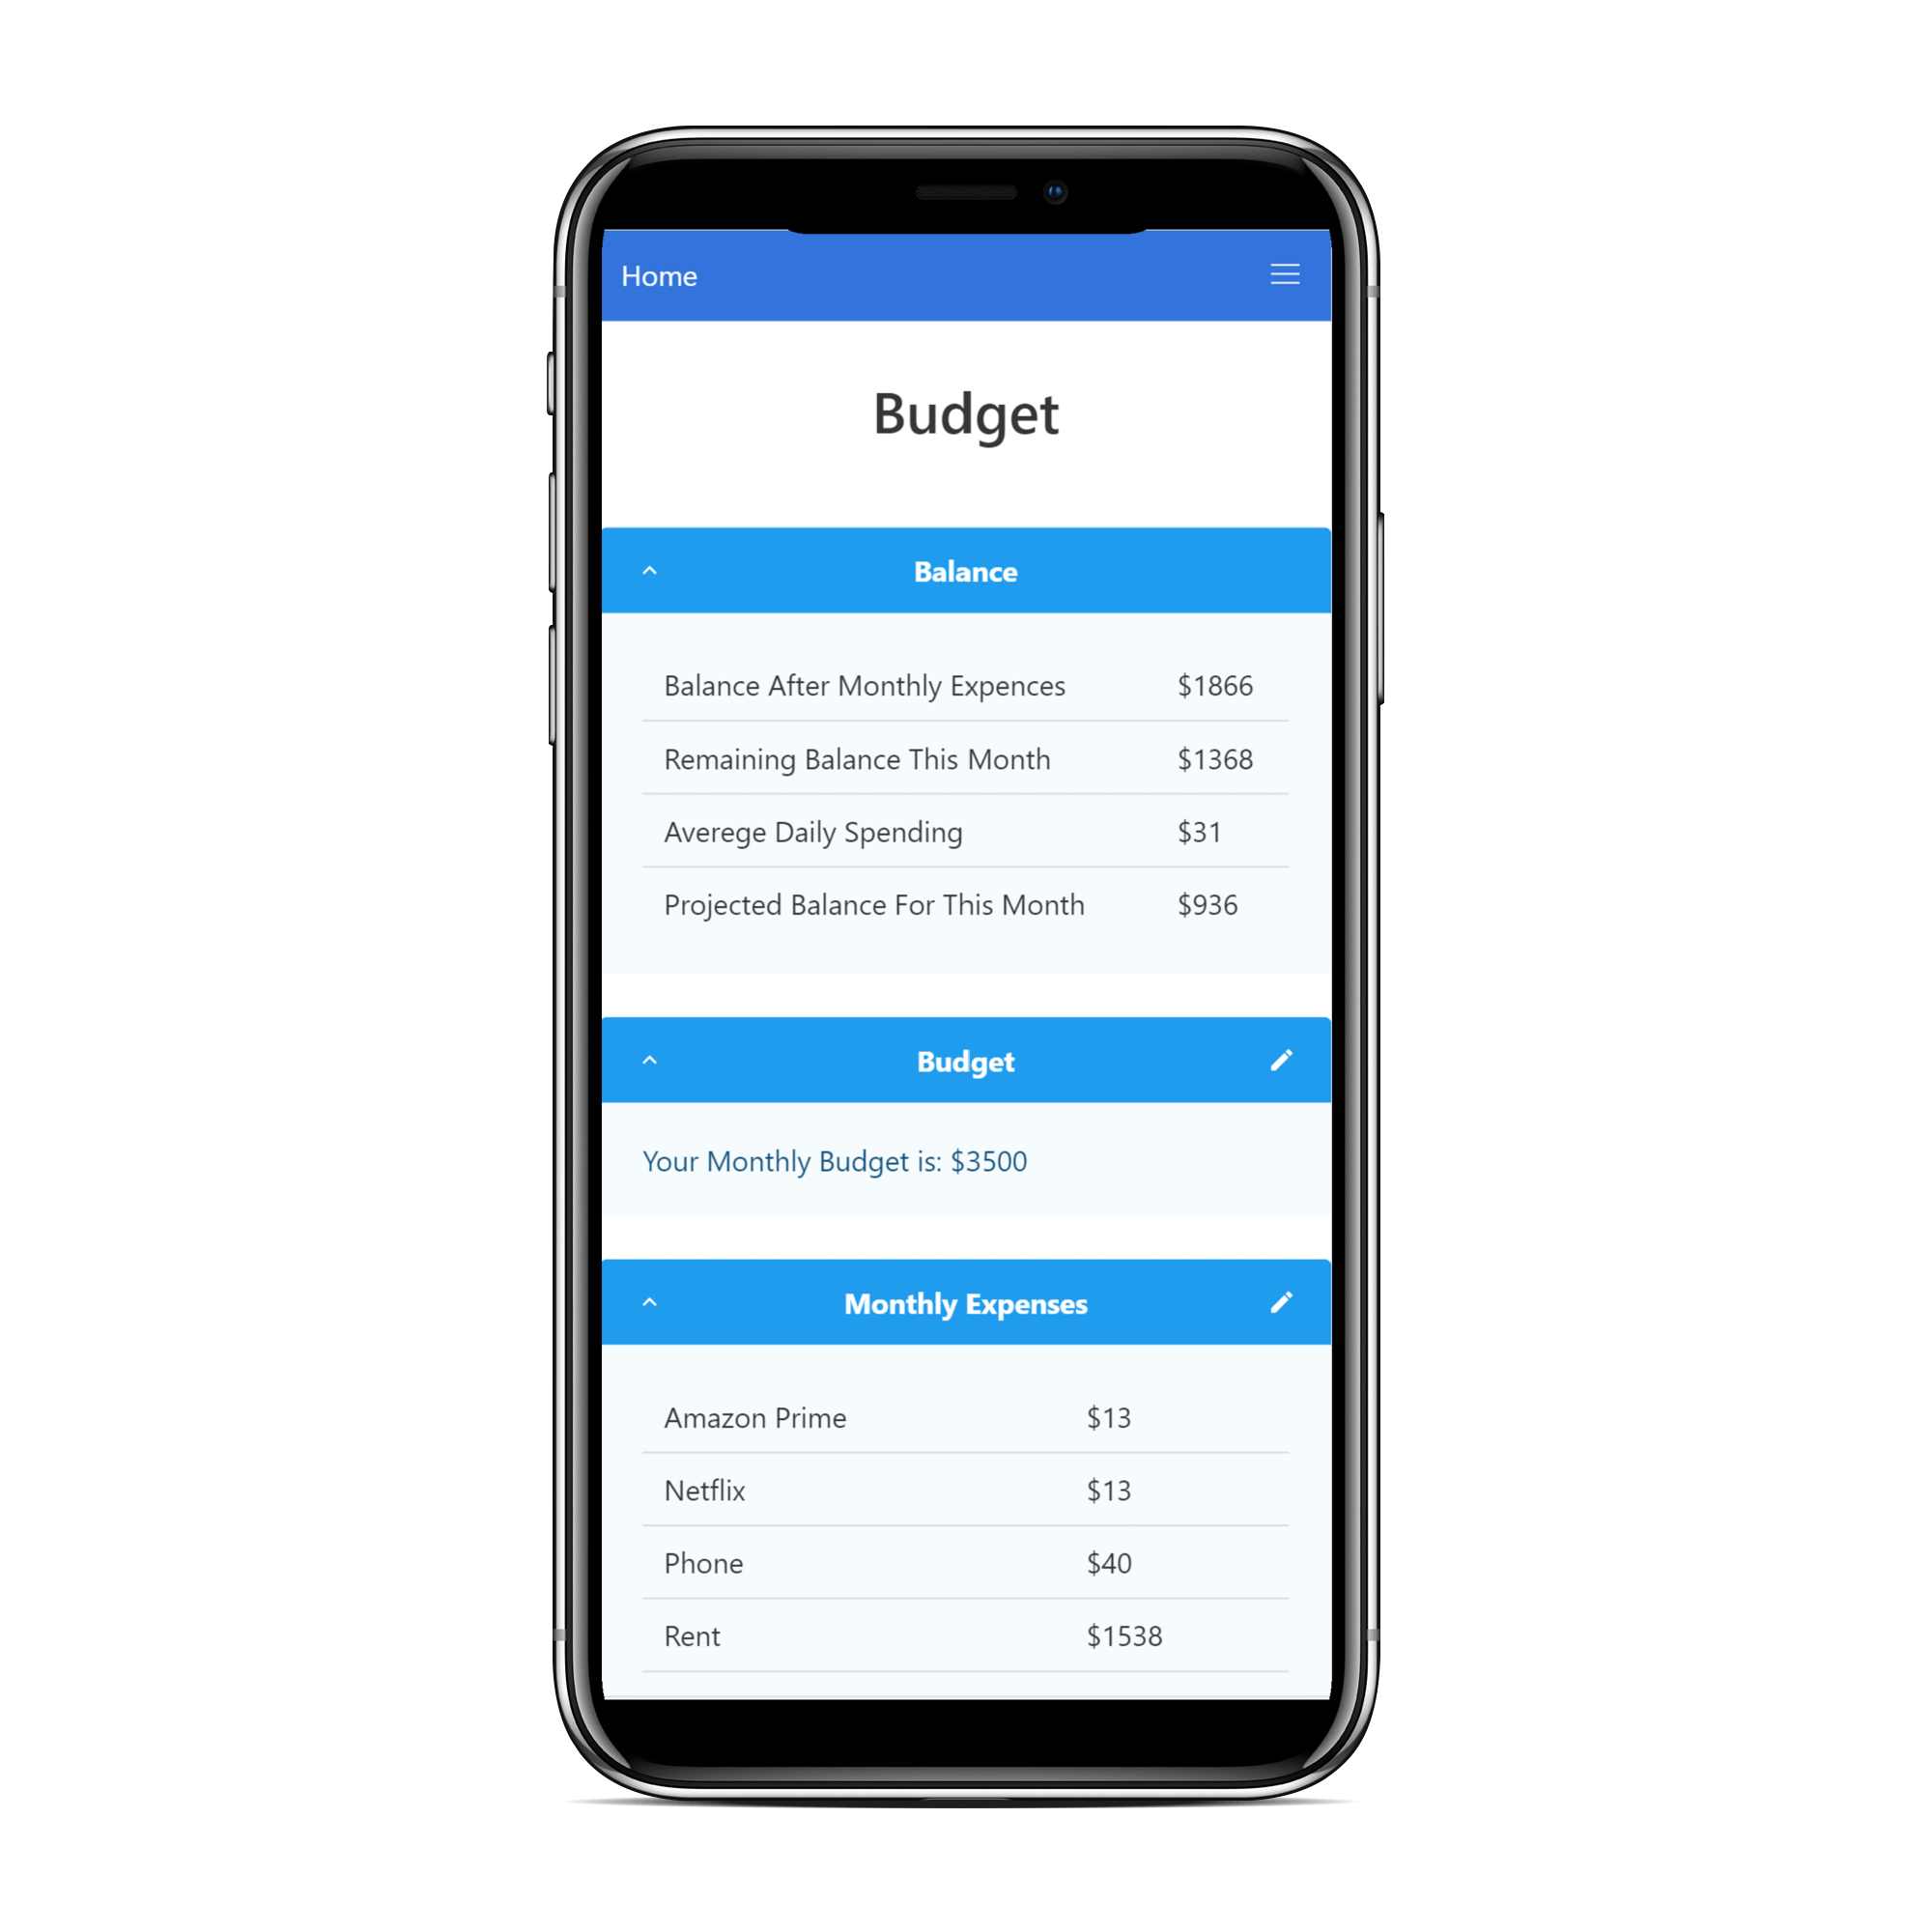 Home
Budget
Balance
Balance After Monthly Expences $1866
Remaining Balance This Month $1368
Averege Daily Spending $31
Projected Balance For This Month $936
Budget
Your Monthly Budget is: $3500
Monthly Expenses
Amazon Prime $13
Netflix $13
Phone $40
Rent $1538